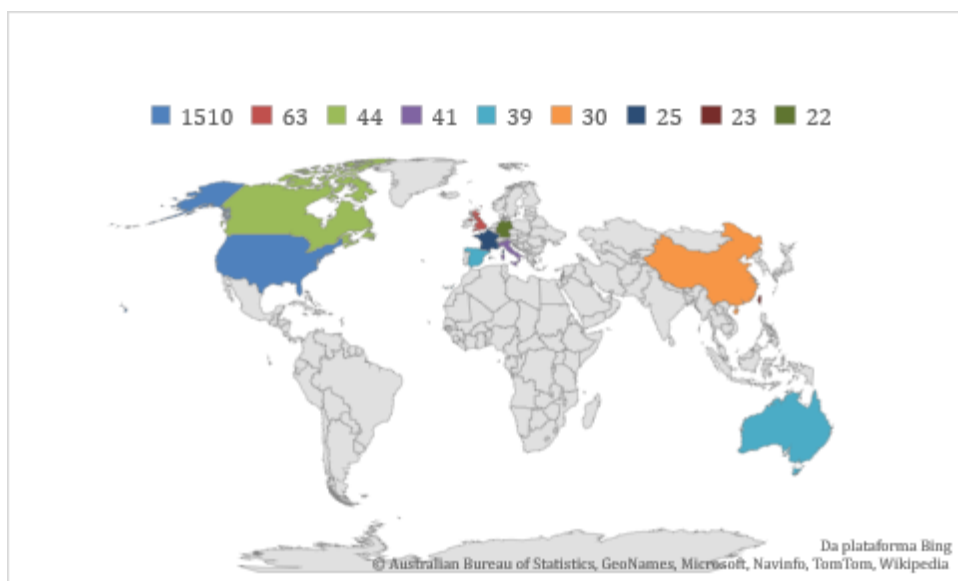 1510 63 44 41 39 30 25 23 22
Da plataforma Bing
© Australian Bureau of Statistics, GeoNames, Microsoft, Navinfo, TomTom, Wikipedia